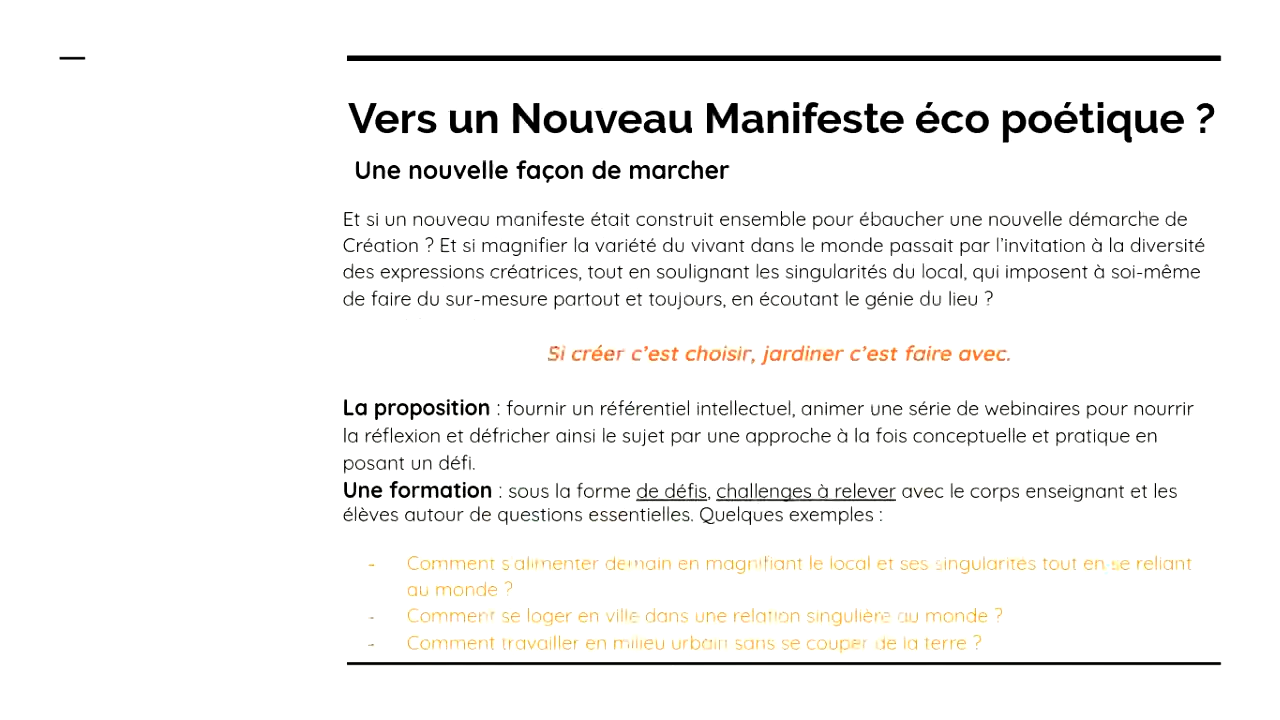 Vers un Nouveau Manifeste éco poétique ?
Une nouvelle façon de marcher
Et si un nouveau manifeste était construit ensemble pour ébaucher une nouvelle démarche de
Création ? Et si magnifier la variété du vivant dans le monde passait par l'invitation à la diversité
des expressions créatrices, tout en soulignant les singularités du local, qui imposent à soi-même
de faire du sur-mesure partout et toujours, en écoutant le génie du lieu ?
Si créer c'est choisir, jardiner c'est faire avec.
La proposition : fournir un référentiel intellectuel, animer une série de webinaires pour nourrir
la réflexion et défricher ainsi le sujet par une approche à la fois conceptuelle et pratique en
posant un défi.
Une formation : sous la forme de défis, challenges à relever avec le corps enseignant et les
élèves autour de questions essentielles. Quelques exemples :
- Comment s'alimenter demain en magnifiant le local et ses singularités tout en se reliant
au monde ?
- Comment se loger en ville dans une relation singulière au monde ?
- Comment travailler en milieu urbain sans se couper de la terre ?